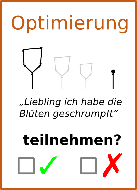 Optimierung
„Liebling ich habe die
Blüten geschrumpft“
teilnehmen?